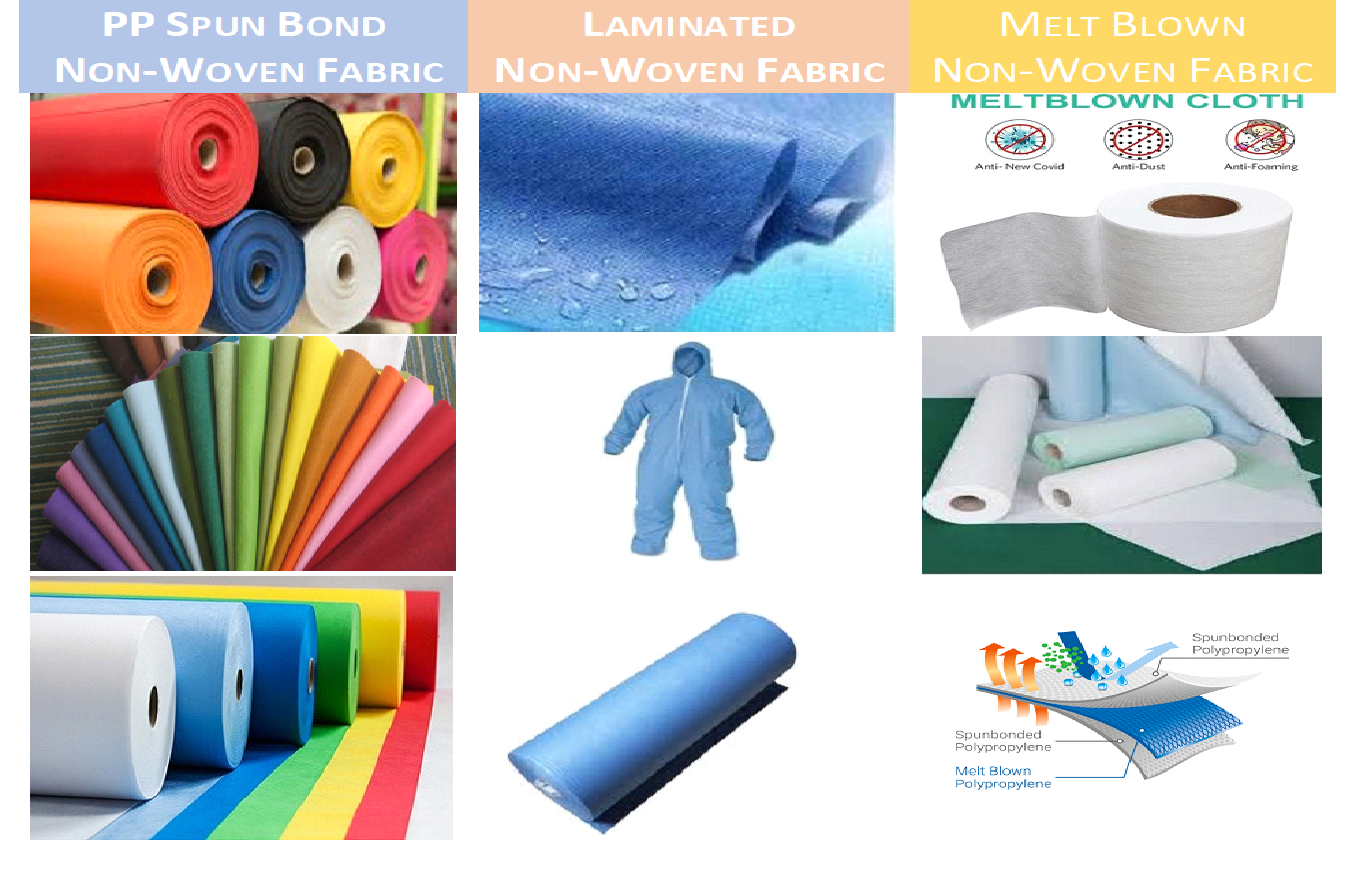 PP SPUN BOND
NON-WOVEN FABRIC
LAMINATED
NON-WOVEN FABRIC
MELT BLOWN
NON-WOVEN FABRIC
MELTBLOWN CLOTH
Anti- New Covid
Anti-Dust
Anti-Foaming
Spunbonded
Polypropylene
Spunbonded
Polypropylene
Melt Blown
Polypropylene